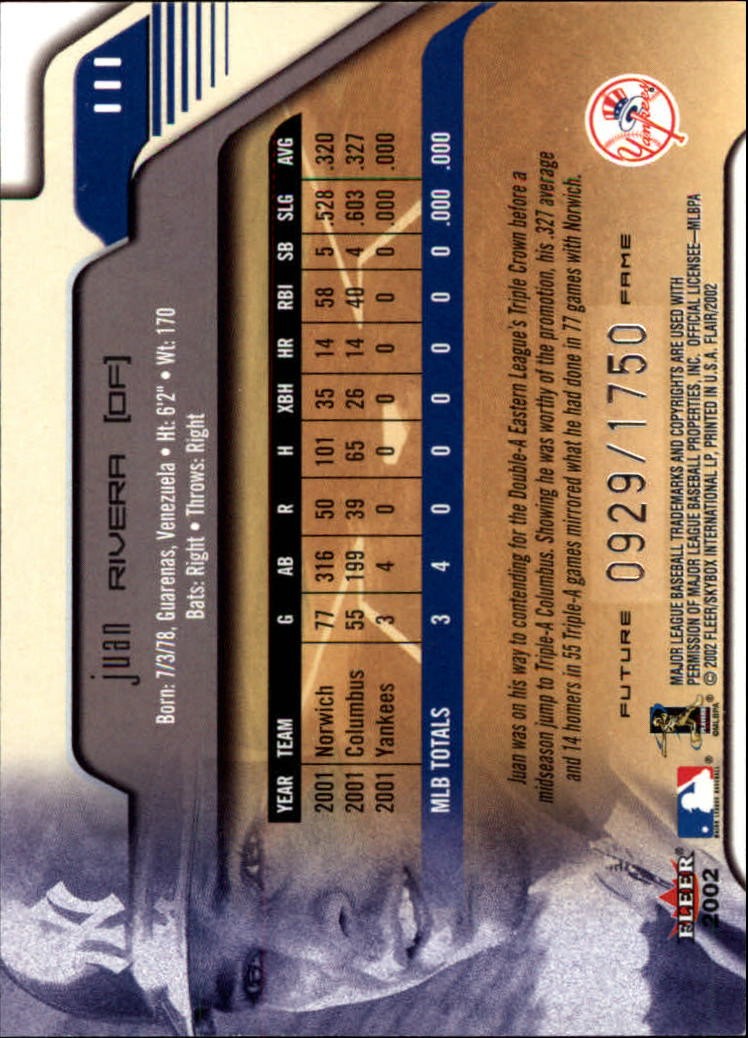 111
juan RIVERA [OF]
Born: 7/3/78, Guarenas, Venezuela • Ht: 6'2" • Wt: 170
Bats: Right • Throws: Right
YEAR TEAM G AB R H XBH HR RBI SB SLG AVG
2001 Norwich 77 316 50 101 35 14 58 5 .528 .320
2001 Columbus 55 199 39 65 26 14 40 4 .603 .327
2001 Yankees 3 4 0 0 0 0 0 0 .000 .000
MLB TOTALS 3 4 0 0 0 0 0 0 .000 .000
Juan was on his way to contending for the Double-A Eastern League's Triple Crown before a
midseason jump to Triple-A Columbus. Showing he was worthy of the promotion, his .327 average
and 14 homers in 55 Triple-A games mirrored what he had done in 77 games with Norwich.
Yankees
FUTURE 0929/1750 FAME
FLEER®
2002
MAJOR LEAGUE BASEBALL
®
PLAYERS
®
©MLBPA
MAJOR LEAGUE BASEBALL TRADEMARKS AND COPYRIGHTS ARE USED WITH
PERMISSION OF MAJOR LEAGUE BASEBALL PROPERTIES, INC. OFFICIAL LICENSEE—MLBPA
© 2002 FLEER/SKYBOX INTERNATIONAL LP, PRINTED IN U.S.A. FLAIR/2002
NY